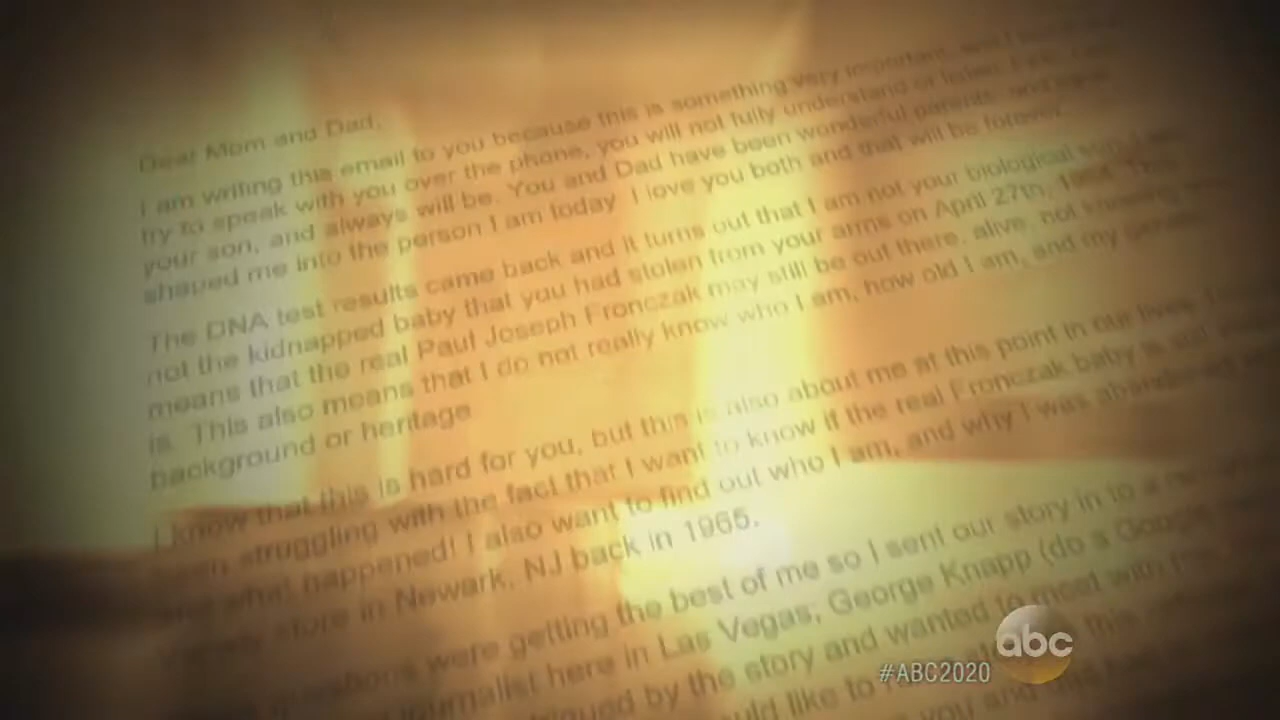 Dear Mom and Dad,
I am writing this email to you because this is something very important, and I
try to speak with you over the phone, you will not fully understand or listen.
your son, and always will be. You and Dad have been wonderful parents, and
shaped me into the person I am today I love you both and that will be forever.
The DNA test results came back and it turns out that I am not your biological
not the kidnapped baby that you had stolen from your arms on April 27th, 1964.
means that the real Paul Joseph Fronczak may still be out there. alive. not knowing
is. This also means that I do not really know who I am, how old I am, and my
background or heritage
I know that this is hard for you, but this is also about me at this point in our lives.
struggling with the fact that I want to know if the real Fronczak baby is still
what happened! I also want to find out who I am, and why I was abandoned
store in Newark, NJ back in 1965.
were getting the best of me so I sent our story in to a
journalist here in Las Vegas; George Knapp (do a Google
by the story and wanted to meet with
like to
you and
abc
#ABC2020